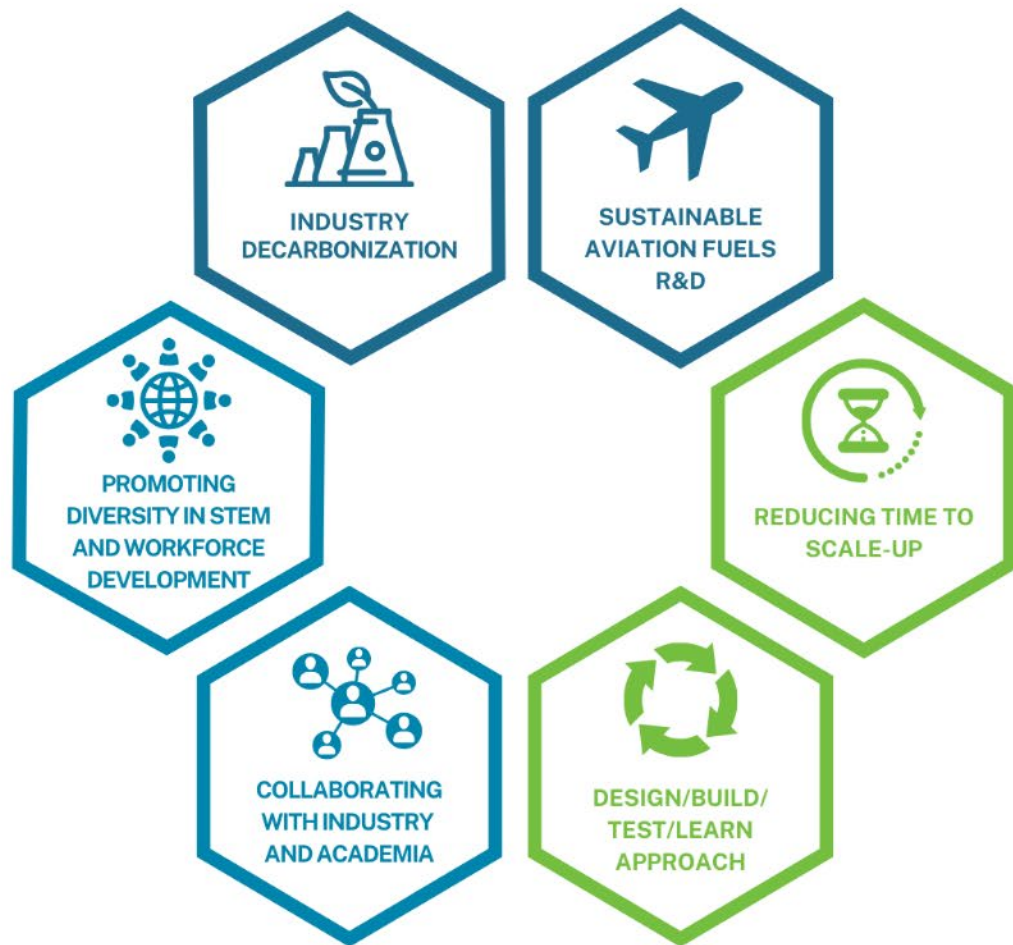 INDUSTRY
DECARBONIZATION
SUSTAINABLE
AVIATION FUELS
R&D
PROMOTING
DIVERSITY IN STEM
AND WORKFORCE
DEVELOPMENT
REDUCING TIME TO
SCALE-UP
COLLABORATING
WITH INDUSTRY
AND ACADEMIA
DESIGN/BUILD/
TEST/LEARN
APPROACH